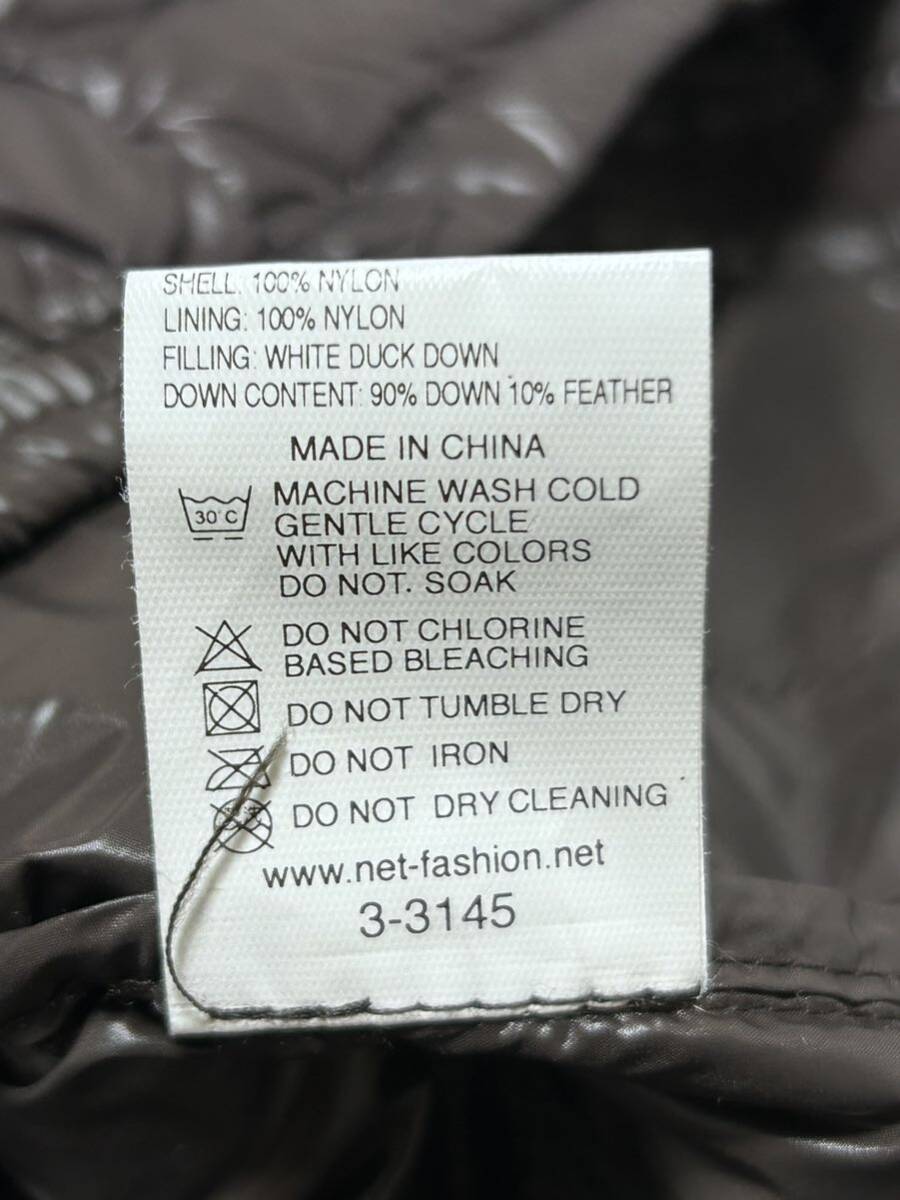 SHELL: 100% NYLON
LINING: 100% NYLON
FILLING: WHITE DUCK DOWN
DOWN CONTENT: 90% DOWN 10% FEATHER
MADE IN CHINA
30°C MACHINE WASH COLD
GENTLE CYCLE
WITH LIKE COLORS
DO NOT. SOAK
DO NOT CHLORINE
BASED BLEACHING
DO NOT TUMBLE DRY
DO NOT IRON
DO NOT DRY CLEANING
www.net-fashion.net
3-3145